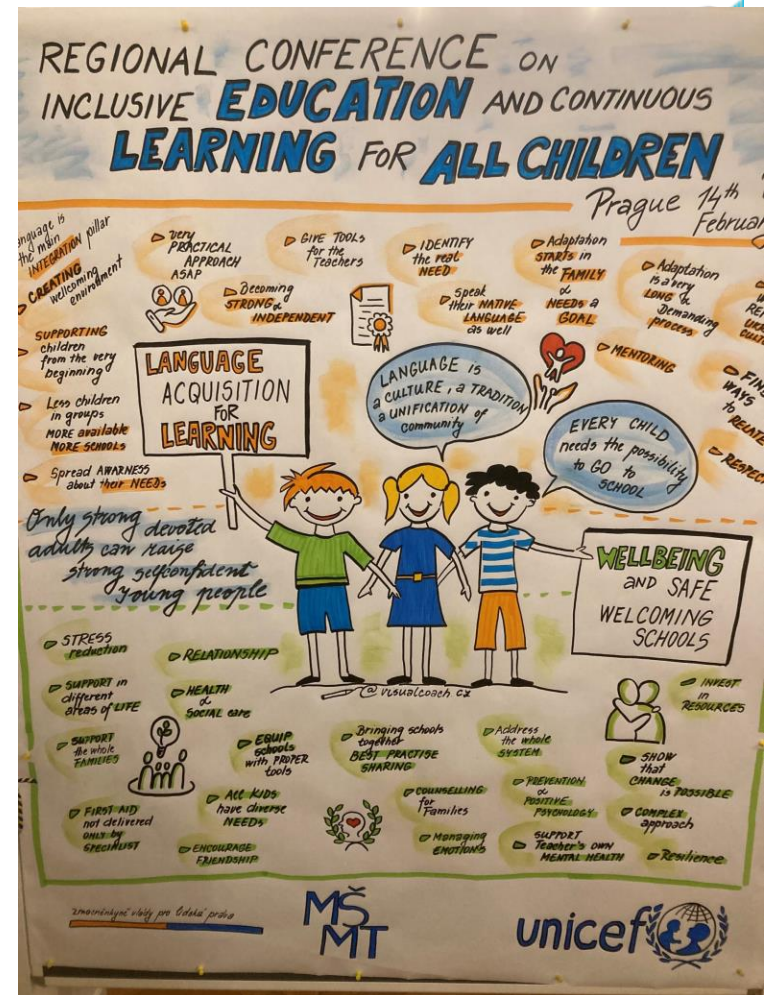 REGIONAL CONFERENCE ON
INCLUSIVE EDUCATION AND CONTINUOUS
LEARNING FOR ALL CHILDREN
Prague 14th
Februar
language is
the main
INTEGRATION pillar
CREATING
wellcoming
environment
SUPPORTING
children
from the very
beginning
Less children
in groups
MORE available
MORE SCHOOLS
Spread AWARNESS
about their NEEDs
very
PRACTICAL
APPROACH
ASAP
Becoming
STRONG &
INDEPENDENT
GIVE TOOLS
for the
Teachers
IDENTIFY
the real
NEED
Speak
their NATIVE
LANGUAGE
as well
Adaptation
STARTS in
the FAMILY
&
NEEDS a
GOAL
Adaptation
is a very
LONG &
Demanding
process
MENTORING
WAYS
to RELATE
RESPEC
LANGUAGE
ACQUISITION
FOR
LEARNING
LANGUAGE IS
a CULTURE, a TRADITION
a UNIFICATION of
community
EVERY CHILD
needs the possibility
to GO to
SCHOOL
Only strong devoted
adults can raise
strong selfconfident
young people
WELLBEING
and SAFE
WELCOMING
SCHOOLS
@visualcoach.cz
STRESS
reduction
SUPPORT in
different
areas of LIFE
SUPPORT
the whole
FAMILIES
FIRST AID
not delivered
ONLY by
SPECIALIST
RELATIONSHIP
HEALTH
&
SOCIAL care
EQUIP
schools
with PROPER
tools
All KIDS
have diverse
NEEDS
ENCOURAGE
FRIENDSHIP
Bringing schools
together
BEST PRACTISE
SHARING
COUNSELLING
for
Families
Managing
EMOTIONS
Address
the whole
SYSTEM
PREVENTION
&
POSITIVE
PSYCHOLOGY
SUPPORT
Teacher's own
MENTAL HEALTH
INVEST
in
RESOURCES
SHOW
that
CHANGE
is POSSIBLE
COMPLEX
approach
Resilience
zmocněnkyně vlády pro lidská práva
MŠ
MT
unicef